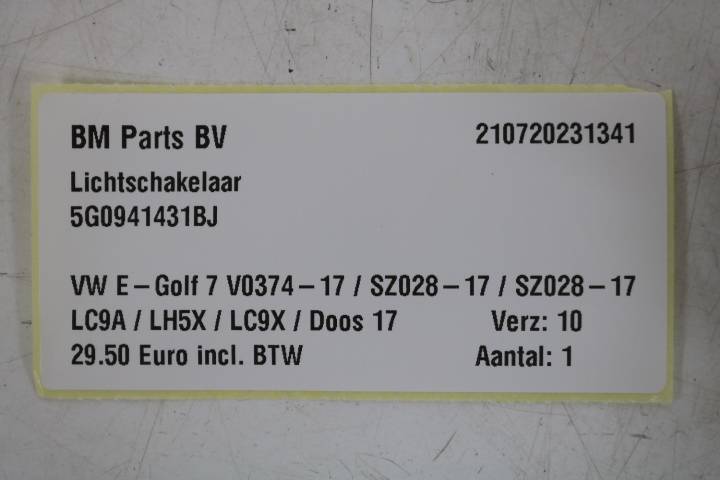 BM Parts BV 210720231341
Lichtschakelaar
5G0941431BJ
VW E-Golf 7 V0374-17 / SZ028-17 / SZ028-17
LC9A / LH5X / LC9X / Doos 17 Verz: 10
29.50 Euro incl. BTW Aantal: 1